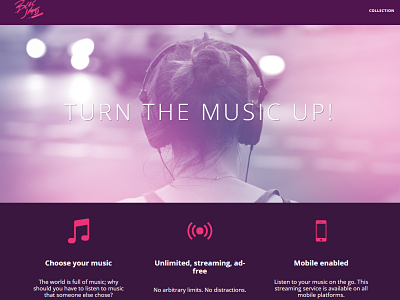 COLLECTION
TURN THE MUSIC UP!
Choose your music
The world is full of music; why
should you have to listen to music
that someone else chose?
Unlimited, streaming, ad-
free
No arbitrary limits. No distractions.
Mobile enabled
Listen to your music on the go. This
streaming service is available on all
mobile platforms.